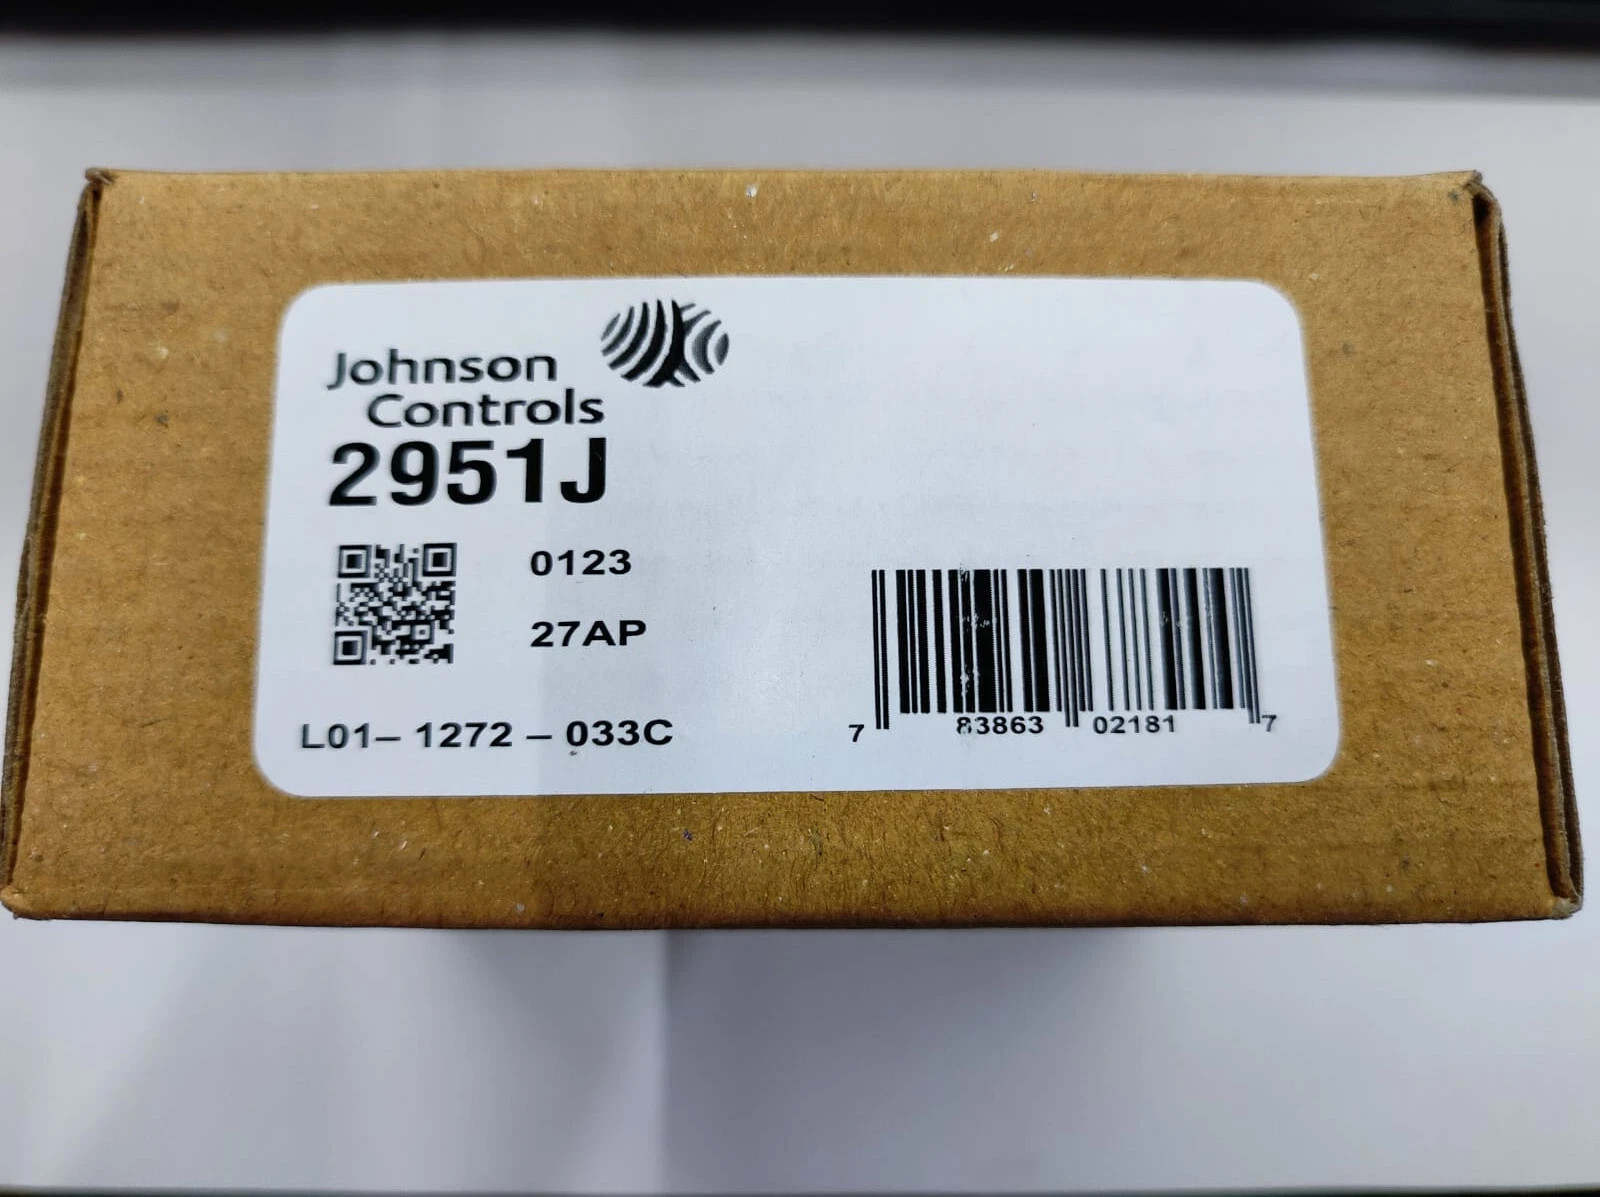 Johnson
Controls
2951J
0123
27AP
L01– 1272 – 033C
7 83863 02181 7